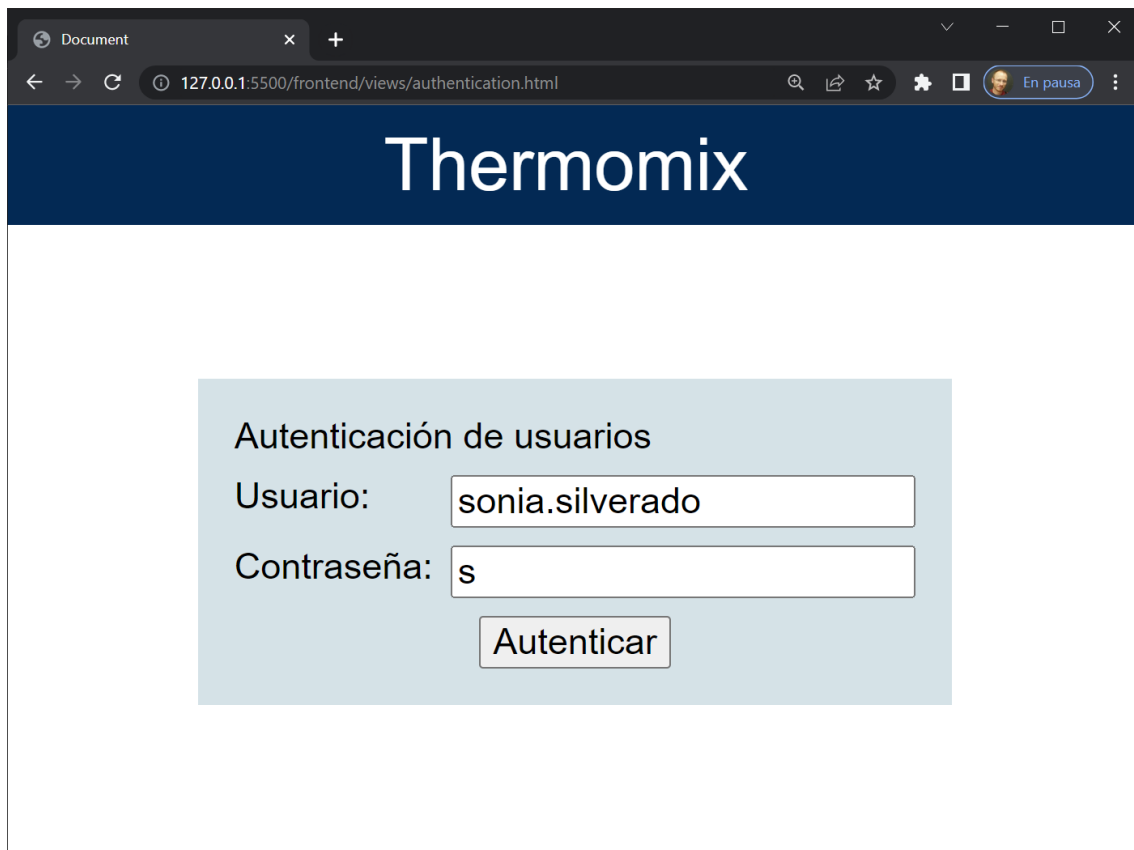 Document
127.0.0.1:5500/frontend/views/authentication.html
En pausa
Thermomix
Autenticación de usuarios
Usuario: sonia.silverado
Contraseña: s
Autenticar